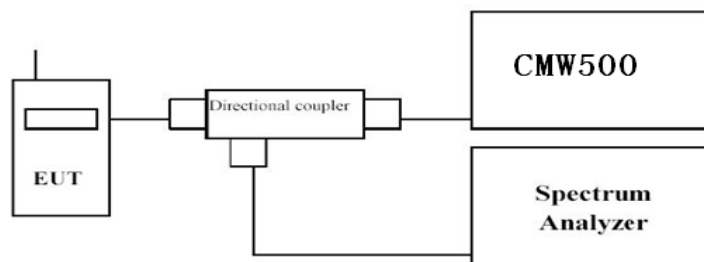 CMW500
Directional coupler
EUT
Spectrum
Analyzer